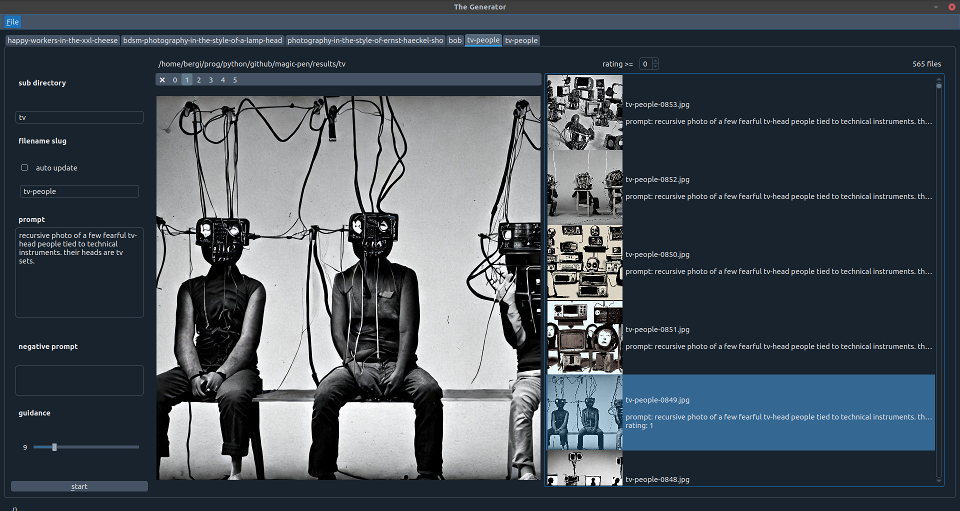 The Generator
File
happy-workers-in-the-xxl-cheese bdsm-photography-in-the-style-of-a-lamp-head photography-in-the-style-of-ernst-haeckel-sho bob tv-people tv-people
/home/bergi/prog/python/github/magic-pen/results/tv rating >= 0 565 files
× 0 1 2 3 4 5
sub directory
tv
filename slug
auto update
tv-people
prompt
recursive photo of a few fearful tv-
head people tied to technical
instruments. their heads are tv
sets.
negative prompt
guidance
9
start
0
tv-people-0853.jpg
prompt: recursive photo of a few fearful tv-head people tied to technical instruments. th...
tv-people-0852.jpg
prompt: recursive photo of a few fearful tv-head people tied to technical instruments. th...
tv-people-0850.jpg
prompt: recursive photo of a few fearful tv-head people tied to technical instruments. th...
tv-people-0851.jpg
prompt: recursive photo of a few fearful tv-head people tied to technical instruments. th...
tv-people-0849.jpg
prompt: recursive photo of a few fearful tv-head people tied to technical instruments. th...
rating: 1
tv-people-0848.jpg